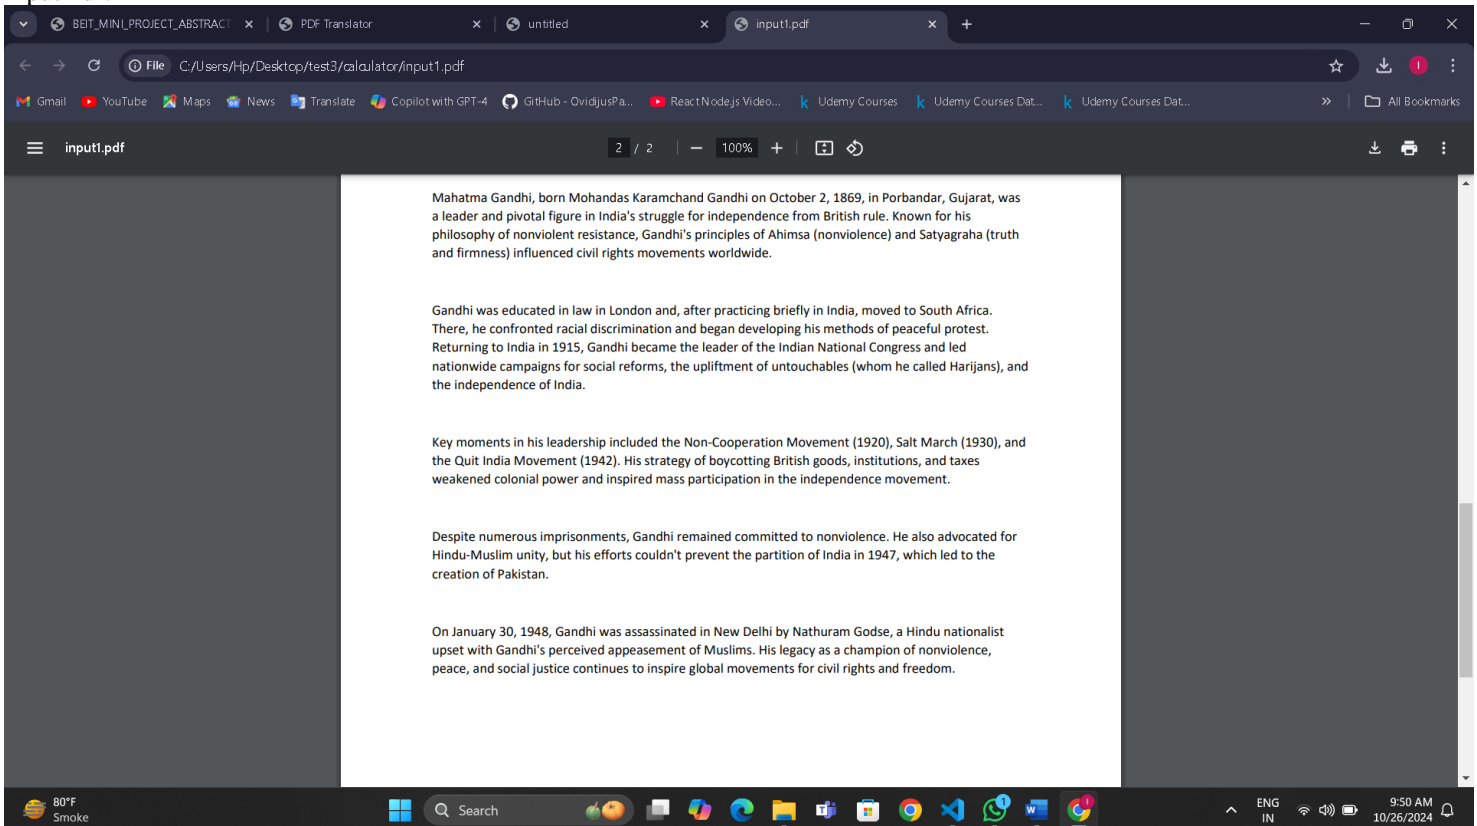 BEIT_MINI_PROJECT_ABSTRACT
PDF Translator
untitled
input1.pdf
File
C:/Users/Hp/Desktop/test3/calculator/input1.pdf
Gmail
YouTube
Maps
News
Translate
Copilot with GPT-4
GitHub - OvidijusPa...
React Node.js Video...
Udemy Courses
Udemy Courses Dat...
Udemy Courses Dat...
All Bookmarks
input1.pdf
2 / 2
100%
Mahatma Gandhi, born Mohandas Karamchand Gandhi on October 2, 1869, in Porbandar, Gujarat, was
a leader and pivotal figure in India's struggle for independence from British rule. Known for his
philosophy of nonviolent resistance, Gandhi's principles of Ahimsa (nonviolence) and Satyagraha (truth
and firmness) influenced civil rights movements worldwide.
Gandhi was educated in law in London and, after practicing briefly in India, moved to South Africa.
There, he confronted racial discrimination and began developing his methods of peaceful protest.
Returning to India in 1915, Gandhi became the leader of the Indian National Congress and led
nationwide campaigns for social reforms, the upliftment of untouchables (whom he called Harijans), and
the independence of India.
Key moments in his leadership included the Non-Cooperation Movement (1920), Salt March (1930), and
the Quit India Movement (1942). His strategy of boycotting British goods, institutions, and taxes
weakened colonial power and inspired mass participation in the independence movement.
Despite numerous imprisonments, Gandhi remained committed to nonviolence. He also advocated for
Hindu-Muslim unity, but his efforts couldn't prevent the partition of India in 1947, which led to the
creation of Pakistan.
On January 30, 1948, Gandhi was assassinated in New Delhi by Nathuram Godse, a Hindu nationalist
upset with Gandhi's perceived appeasement of Muslims. His legacy as a champion of nonviolence,
peace, and social justice continues to inspire global movements for civil rights and freedom.
80°F
Smoke
Search
ENG
IN
9:50 AM
10/26/2024